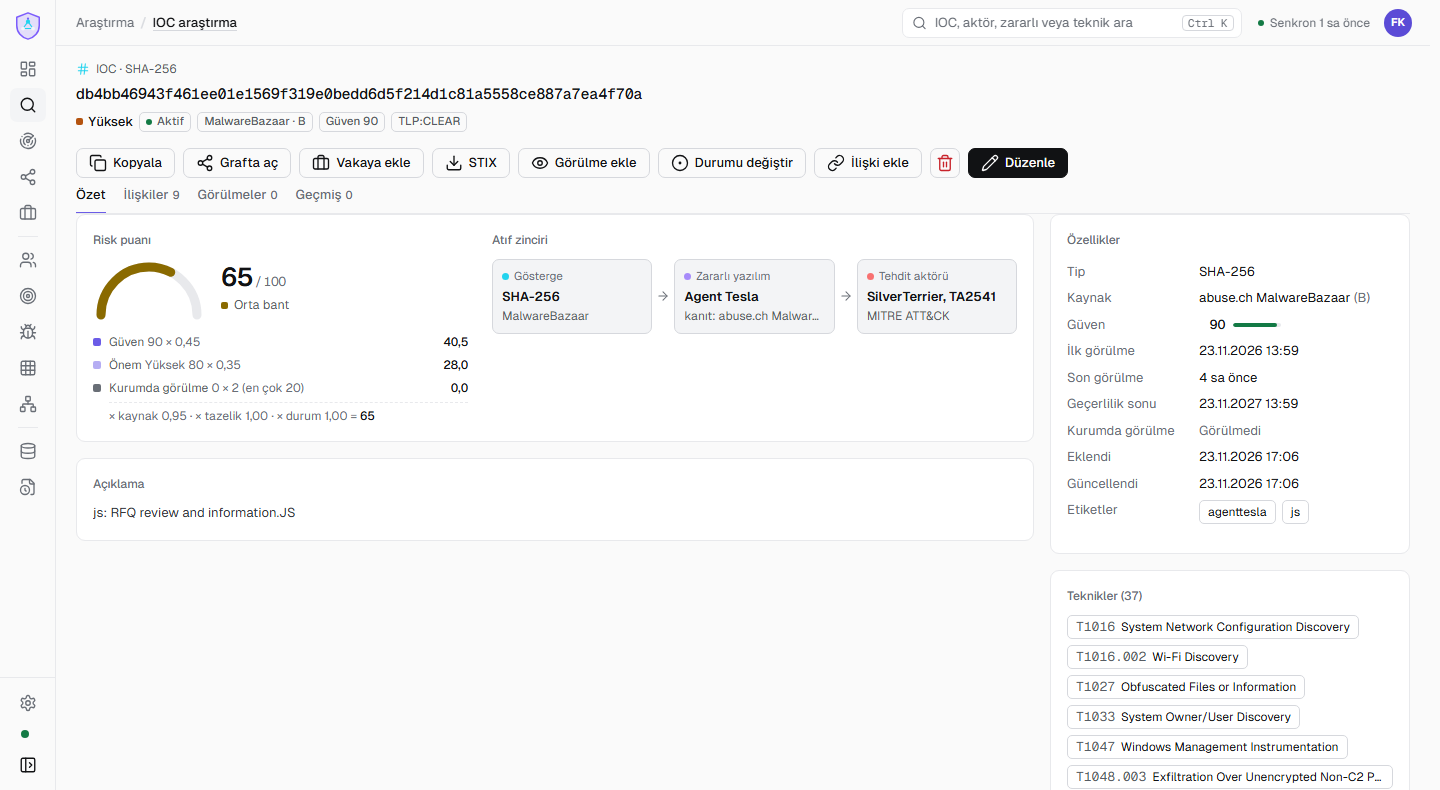 Araştırma / IOC araştırma
IOC, aktör, zararlı veya teknik ara
Ctrl K
Senkron 1 sa önce
FK
IOC · SHA-256
db4bb46943f461ee01e1569f319e0bedd6d5f214d1c81a5558ce887a7ea4f70a
Yüksek
Aktif
MalwareBazaar · B
Güven 90
TLP:CLEAR
Kopyala
Grafta aç
Vakaya ekle
STIX
Görülme ekle
Durumu değiştir
İlişki ekle
Düzenle
Özet
İlişkiler 9
Görülmeler 0
Geçmiş 0
Risk puanı
65 / 100
Orta bant
Güven 90 × 0,45 40,5
Önem Yüksek 80 × 0,35 28,0
Kurumda görülme 0 × 2 (en çok 20) 0,0
× kaynak 0,95 · × tazelik 1,00 · × durum 1,00 = 65
Atıf zinciri
Gösterge
SHA-256
MalwareBazaar
Zararlı yazılım
Agent Tesla
kanıt: abuse.ch Malwar...
Tehdit aktörü
SilverTerrier, TA2541
MITRE ATT&CK
Açıklama
js: RFQ review and information.JS
Özellikler
Tip SHA-256
Kaynak abuse.ch MalwareBazaar (B)
Güven 90
İlk görülme 23.11.2026 13:59
Son görülme 4 sa önce
Geçerlilik sonu 23.11.2027 13:59
Kurumda görülme Görülmedi
Eklendi 23.11.2026 17:06
Güncellendi 23.11.2026 17:06
Etiketler agenttesla js
Teknikler (37)
T1016 System Network Configuration Discovery
T1016.002 Wi-Fi Discovery
T1027 Obfuscated Files or Information
T1033 System Owner/User Discovery
T1047 Windows Management Instrumentation
T1048.003 Exfiltration Over Unencrypted Non-C2 P...